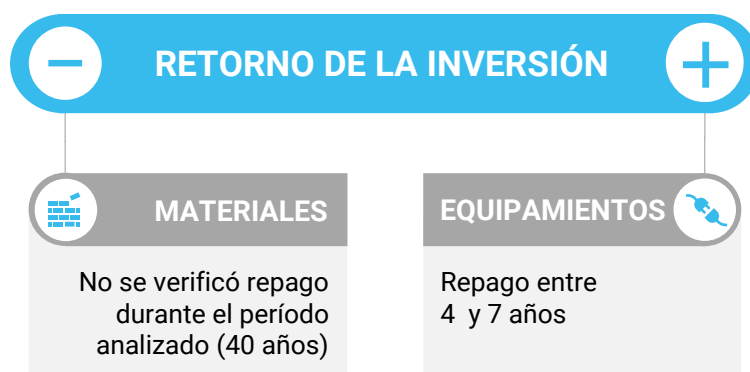 RETORNO DE LA INVERSIÓN
MATERIALES
No se verificó repago
durante el período
analizado (40 años)
EQUIPAMIENTOS
Repago entre
4 y 7 años